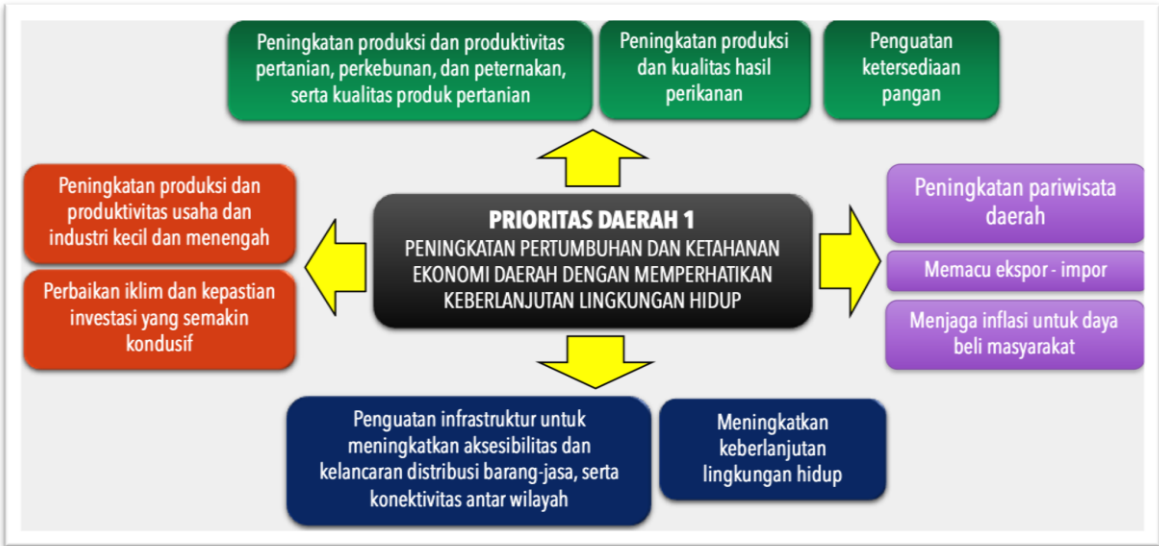 Peningkatan produksi dan produktivitas
pertanian, perkebunan, dan peternakan,
serta kualitas produk pertanian
Peningkatan produksi
dan kualitas hasil
perikanan
Penguatan
ketersediaan
pangan
Peningkatan produksi dan
produktivitas usaha dan
industri kecil dan menengah
Perbaikan iklim dan kepastian
investasi yang semakin
kondusif
PRIORITAS DAERAH 1
PENINGKATAN PERTUMBUHAN DAN KETAHANAN
EKONOMI DAERAH DENGAN MEMPERHATIKAN
KEBERLANJUTAN LINGKUNGAN HIDUP
Peningkatan pariwisata
daerah
Memacu ekspor - impor
Menjaga inflasi untuk daya
beli masyarakat
Penguatan infrastruktur untuk
meningkatkan aksesibilitas dan
kelancaran distribusi barang-jasa, serta
konektivitas antar wilayah
Meningkatkan
keberlanjutan
lingkungan hidup